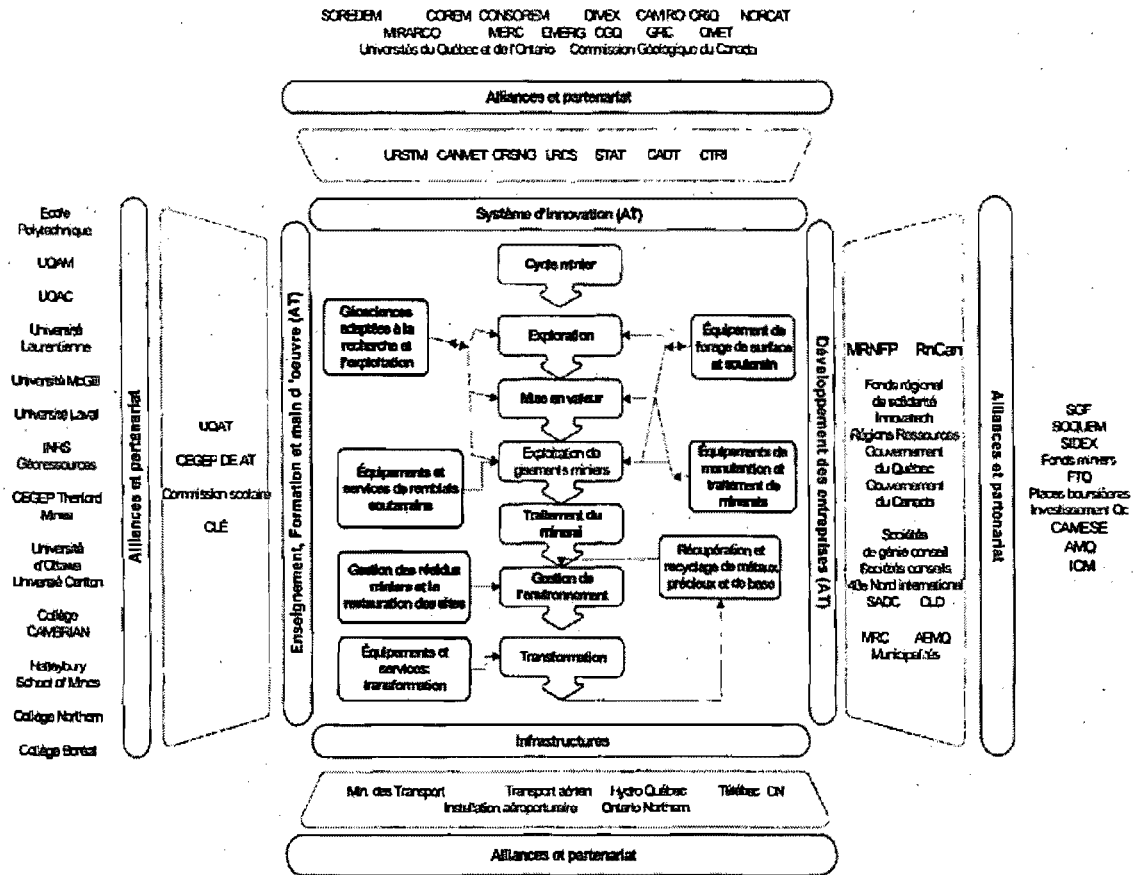 SOREDEM COREM CONSOREM DIVEX CAMIRO CRIQ NORCAT
MIRARCO MERC EMERG CGQ GRC OMET
Universités du Québec et de l'Ontario Commission Géologique du Canada
Alliances et partenariat
URSTM CANMET CRSNG LRCS STAT CADT CTRI
Système d'innovation (AT)
Ecole
Polytechnique
UQAM
UQAC
Université
Laurentienne
Université McGill
Université Laval
INRS
Géoressources
CEGEP Thetford
Mines
Université
d'Ottawa
Université Carlton
Collège
CAMBRIAN
Haileybury
School of Mines
Collège Northern
Collège Boréal
Alliances et partenariat
UQAT
CEGEP DE AT
Commission scolaire
CLÉ
Enseignement, Formation et main d'oeuvre (AT)
Cycle minier
Géosciences
adaptées à la
recherche et
l'exploitation
Exploration
Équipement de
forage de surface
et souterrain
Mise en valeur
Équipements et
services de remblais
souterrains
Exploitation de
gisements miniers
Équipements de
manutention et
traitement de
minerais
Traitement du
minerai
Gestion des résidus
miniers et la
restauration des sites
Gestion de
l'environnement
Récupération et
recyclage de métaux
précieux et de base
Équipements et
services:
transformation
Transformation
Développement des entreprises (AT)
MRNFP RnCan
Fonds régional
de solidarité
Innovatech
Régions Ressources
Gouvernement
du Québec
Gouvernement
du Canada
Sociétés
de génie conseil
Sociétés conseils
48e Nord international
SADC CLD
MRC AEMQ
Municipalités
Alliances et partenariat
SGF
SOQUEM
SIDEX
Fonds miniers
FTQ
Places boursières
Investissement Qc
CAMESE
AMQ
ICM
Infrastructures
Min. des Transport Transport aérien Hydro Québec Télébec CN
Installation aéroportuaire Ontario Northern
Alliances et partenariat